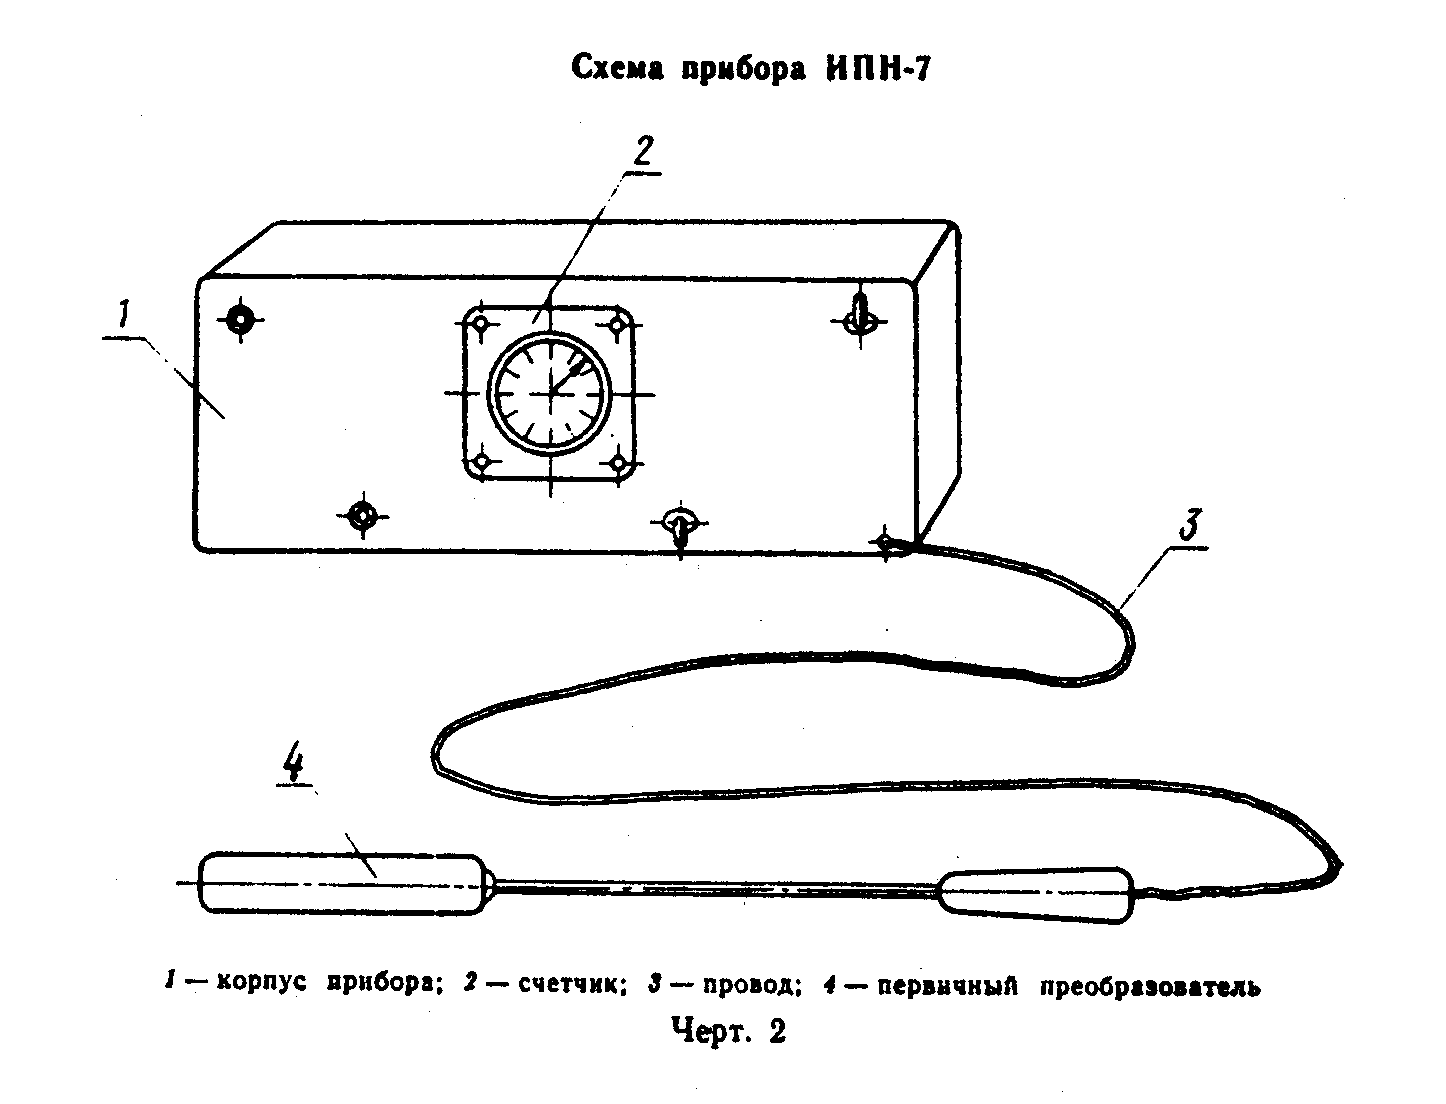 Схема прибора ИПН-7
2
1
3
4
1 — корпус прибора; 2 — счетчик; 3 — провод; 4 — первичный преобразователь
Черт. 2